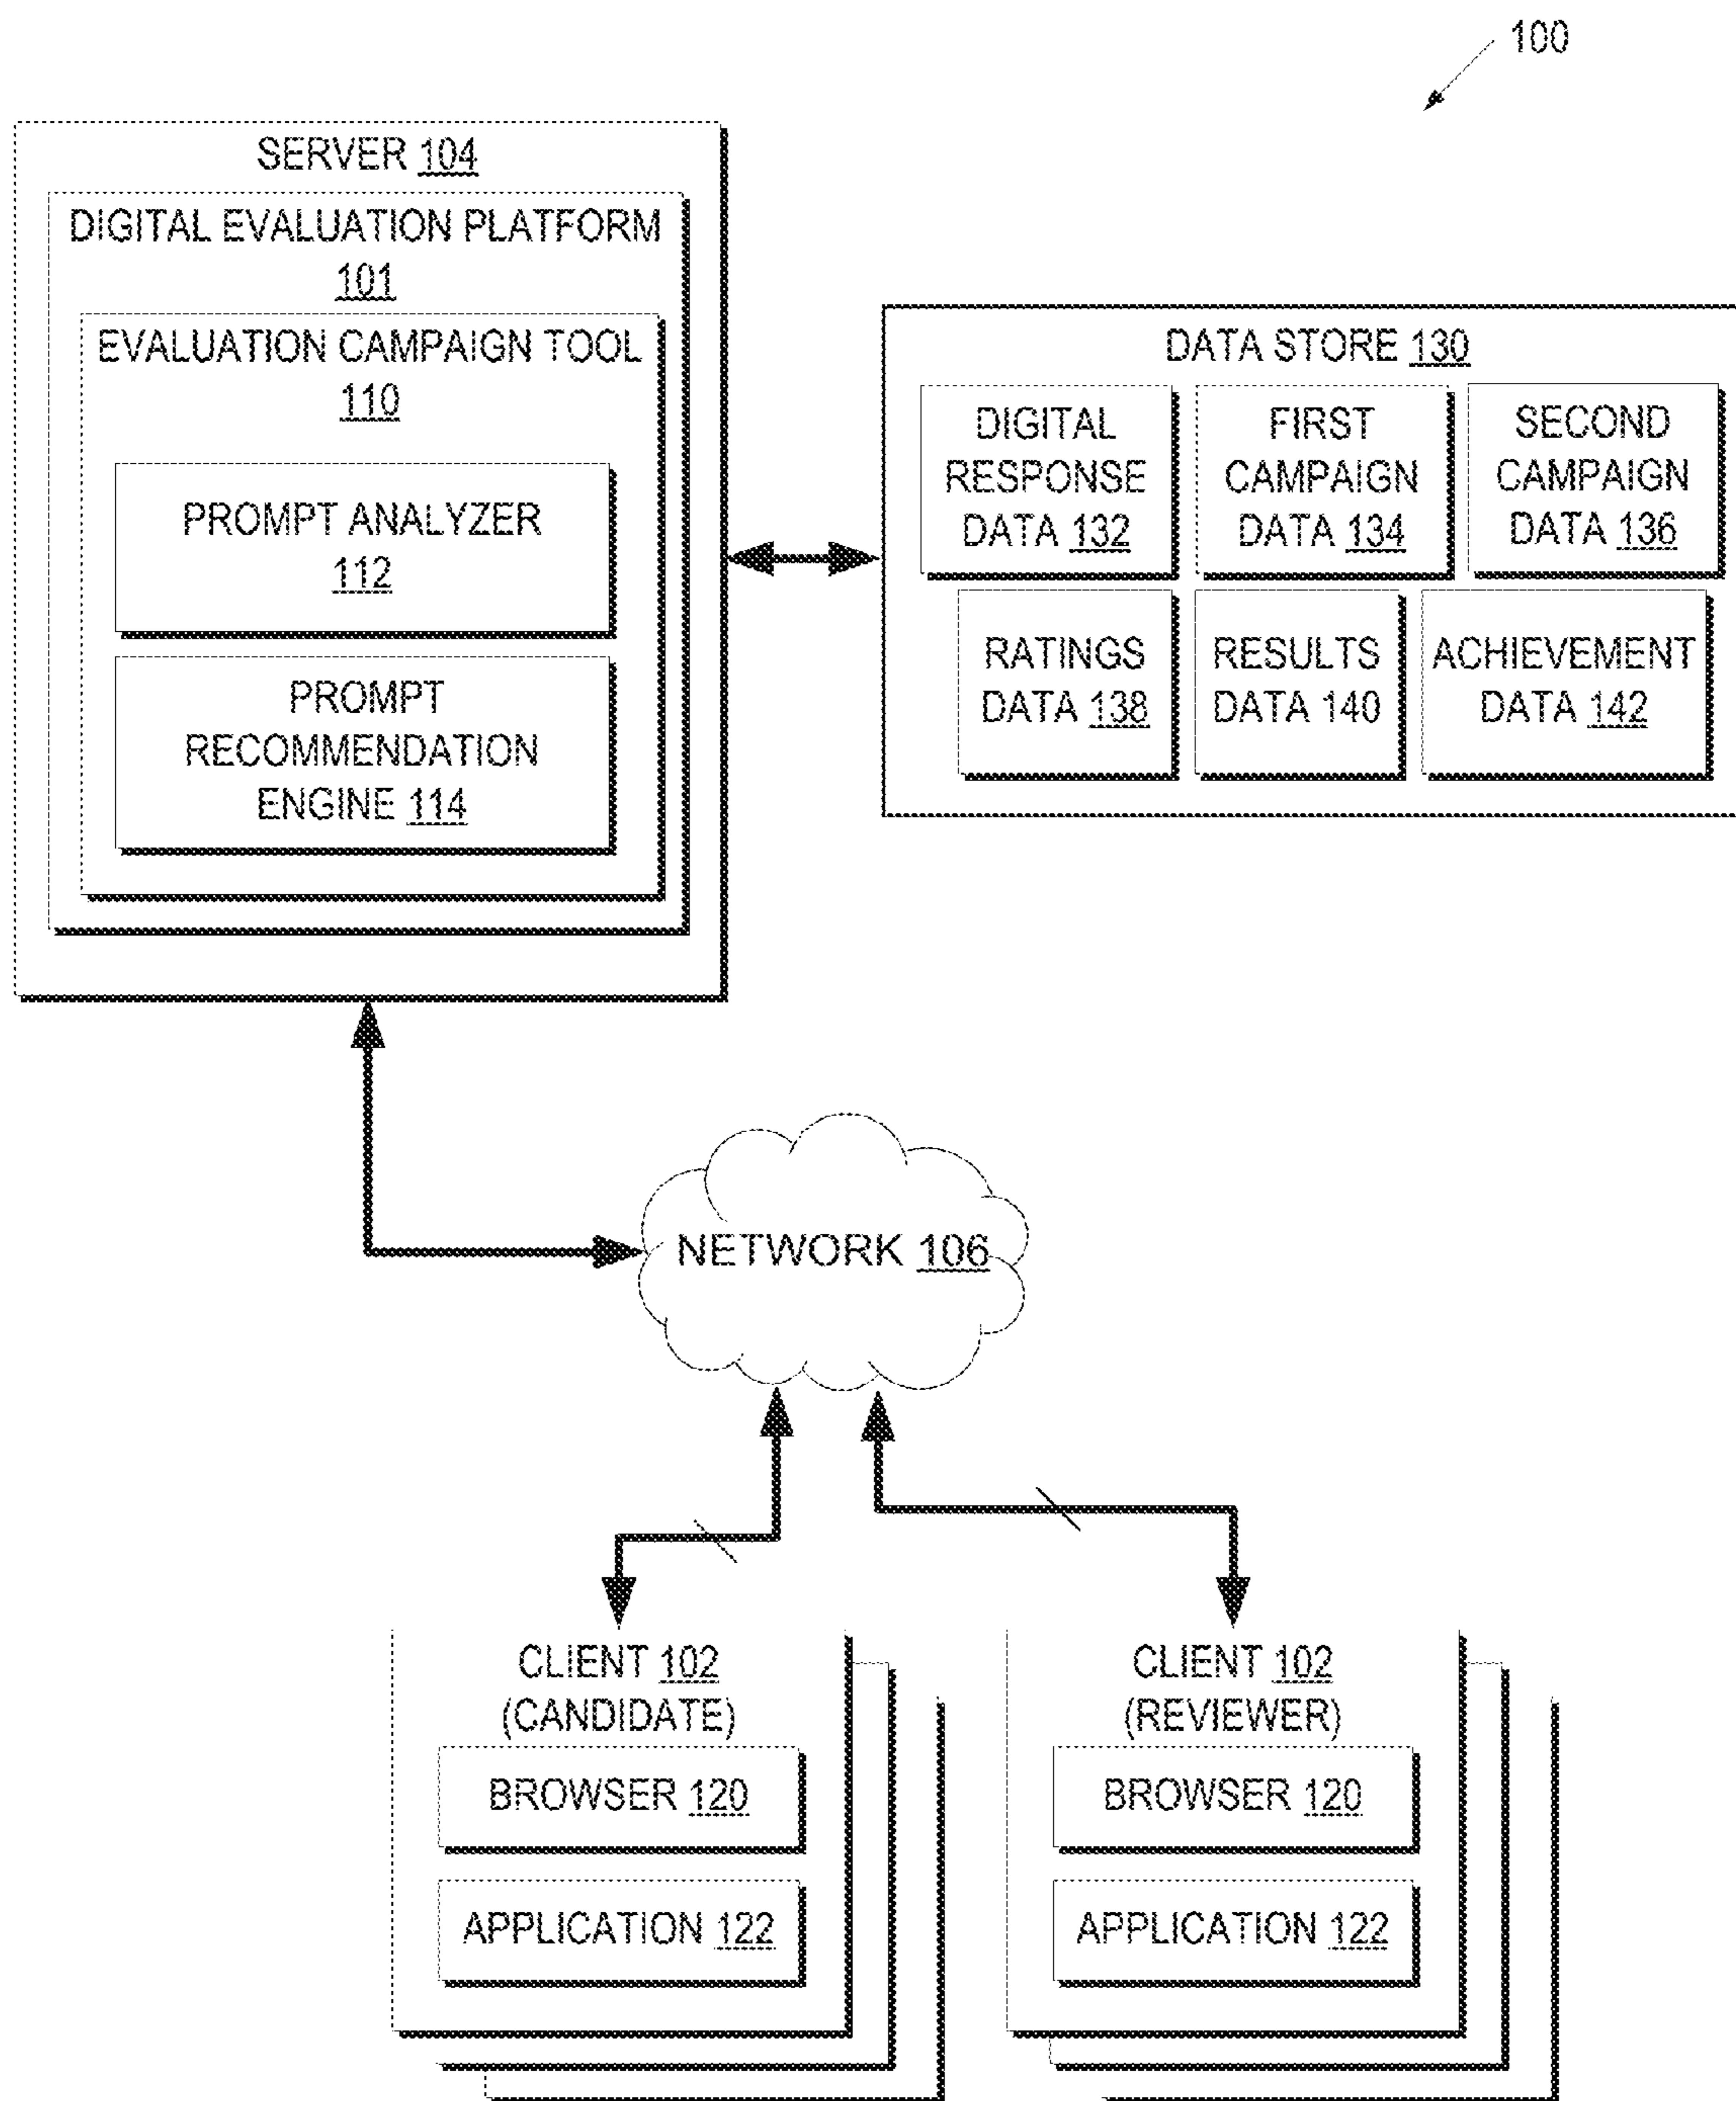 100
SERVER 104
DIGITAL EVALUATION PLATFORM
101
EVALUATION CAMPAIGN TOOL
110
PROMPT ANALYZER
112
PROMPT
RECOMMENDATION
ENGINE 114
DATA STORE 130
DIGITAL
RESPONSE
DATA 132
FIRST
CAMPAIGN
DATA 134
SECOND
CAMPAIGN
DATA 136
RATINGS
DATA 138
RESULTS
DATA 140
ACHIEVEMENT
DATA 142
NETWORK 106
CLIENT 102
(CANDIDATE)
BROWSER 120
APPLICATION 122
CLIENT 102
(REVIEWER)
BROWSER 120
APPLICATION 122